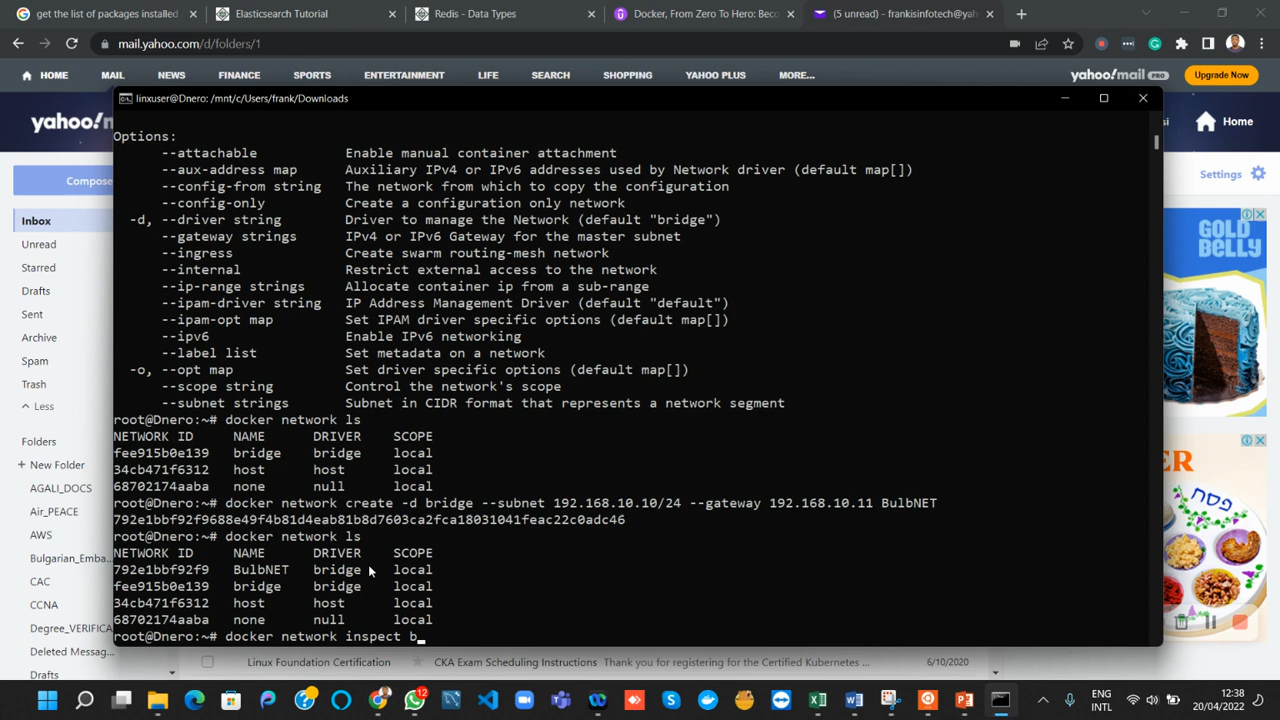 get the list of packages installed
Elasticsearch Tutorial
Redis - Data Types
Docker, From Zero To Hero: Beco
(5 unread) - frankisinfotech@yah
mail.yahoo.com/d/folders/1
HOME MAIL NEWS FINANCE SPORTS ENTERTAINMENT LIFE SEARCH SHOPPING YAHOO PLUS MORE...
yahoo!mail PRO
Upgrade Now
yahoo!m
si
Home
linxuser@Dnero: /mnt/c/Users/frank/Downloads
Compose
Settings
Inbox
Unread
Starred
Drafts
Sent
Archive
Spam
Trash
Less
Folders
New Folder
AGALI_DOCS
Air_PEACE
AWS
Bulgarian_Emba...
CAC
CCNA
Degree_VERIFICA
Deleted Messag...
Dstv
Options:
--attachable Enable manual container attachment
--aux-address map Auxiliary IPv4 or IPv6 addresses used by Network driver (default map[])
--config-from string The network from which to copy the configuration
--config-only Create a configuration only network
-d, --driver string Driver to manage the Network (default "bridge")
--gateway strings IPv4 or IPv6 Gateway for the master subnet
--ingress Create swarm routing-mesh network
--internal Restrict external access to the network
--ip-range strings Allocate container ip from a sub-range
--ipam-driver string IP Address Management Driver (default "default")
--ipam-opt map Set IPAM driver specific options (default map[])
--ipv6 Enable IPv6 networking
--label list Set metadata on a network
-o, --opt map Set driver specific options (default map[])
--scope string Control the network's scope
--subnet strings Subnet in CIDR format that represents a network segment
root@Dnero:~# docker network ls
NETWORK ID NAME DRIVER SCOPE
fee915b0e139 bridge bridge local
34cb471f6312 host host local
68702174aaba none null local
root@Dnero:~# docker network create -d bridge --subnet 192.168.10.10/24 --gateway 192.168.10.11 BulbNET
792e1bbf92f9688e49f4b81d4eab81b8d7603ca2fca18031041feac22c0adc46
root@Dnero:~# docker network ls
NETWORK ID NAME DRIVER SCOPE
792e1bbf92f9 BulbNET bridge local
fee915b0e139 bridge bridge local
34cb471f6312 host host local
68702174aaba none null local
root@Dnero:~# docker network inspect b_
Linux Foundation Certification CKA Exam Scheduling Instructions Thank you for registering for the Certified Kubernetes ... 6/10/2020
GOLD
BELLY
ER
פסח
12
ENG
INTL
12:38
20/04/2022